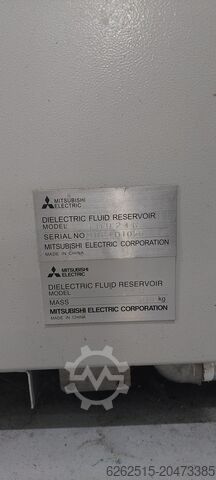 MITSUBISHI
ELECTRIC
DIELECTRIC FLUID RESERVOIR
MODEL
SERIAL NO
MITSUBISHI ELECTRIC CORPORATION
MADE IN CHINA
MITSUBISHI
ELECTRIC
DIELECTRIC FLUID RESERVOIR
MODEL
MASS kg
MITSUBISHI ELECTRIC CORPORATION
MADE IN CHINA
6262515-20473385